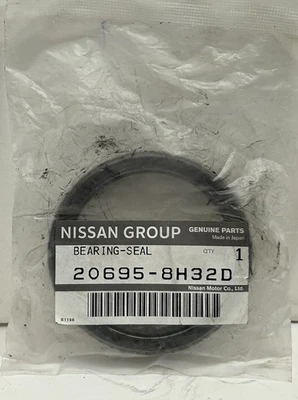 NISSAN GROUP GENUINE PARTS
Made in Japan
BEARING-SEAL QTY 1
20695-8H32D
Nissan Motor Co., Ltd.